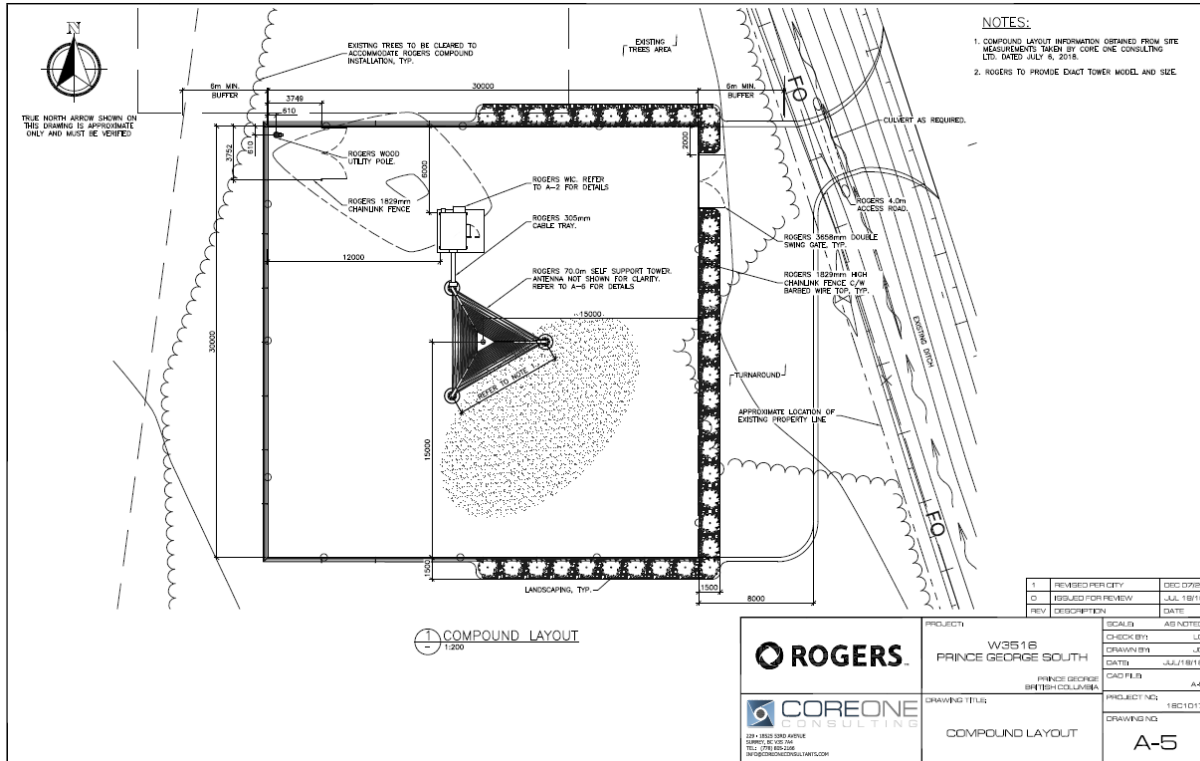 N
TRUE NORTH ARROW SHOWN ON
THIS DRAWING IS APPROXIMATE
ONLY AND MUST BE VERIFIED
EXISTING TREES TO BE CLEARED TO
ACCOMMODATE ROGERS COMPOUND
INSTALLATION, TYP.
EXISTING
TREES AREA
NOTES:
1. COMPOUND LAYOUT INFORMATION OBTAINED FROM SITE
MEASUREMENTS TAKEN BY CORE ONE CONSULTING
LTD. DATED JULY 6, 2018.
2. ROGERS TO PROVIDE EXACT TOWER MODEL AND SIZE.
6m MIN.
BUFFER
30000
6m MIN.
BUFFER
3749
610
610
3752
FO
CULVERT AS REQUIRED.
ROGERS WOOD
UTILITY POLE.
6000
2000
ROGERS WIC. REFER
TO A-2 FOR DETAILS
ROGERS 1829mm
CHAINLINK FENCE
ROGERS 4.0m
ACCESS ROAD.
ROGERS 305mm
CABLE TRAY.
ROGERS 3658mm DOUBLE
SWING GATE, TYP.
12000
ROGERS 70.0m SELF SUPPORT TOWER.
ANTENNA NOT SHOWN FOR CLARITY.
REFER TO A-6 FOR DETAILS
ROGERS 1829mm HIGH
CHAINLINK FENCE C/W
BARBED WIRE TOP, TYP.
15000
30000
EXISTING DITCH
REFER TO NOTE 1
TURNAROUND
APPROXIMATE LOCATION OF
EXISTING PROPERTY LINE
15000
FO
1500
LANDSCAPING, TYP.
1500
8000
1
COMPOUND LAYOUT
1:200
1 REVISED PER CITY
0 ISSUED FOR REVIEW
REV DESCRIPTION DATE
ROGERS
COREONE
CONSULTING
SURREY, BC
PROJECT:
W3516
PRINCE GEORGE SOUTH
PRINCE GEORGE
BRITISH COLUMBIA
DRAWING TITLE:
COMPOUND LAYOUT
SCALE: AS NOTED
CHECK BY:
DRAWN BY:
DATE:
CAD FILE:
PROJECT NO:
DRAWING NO:
A-5